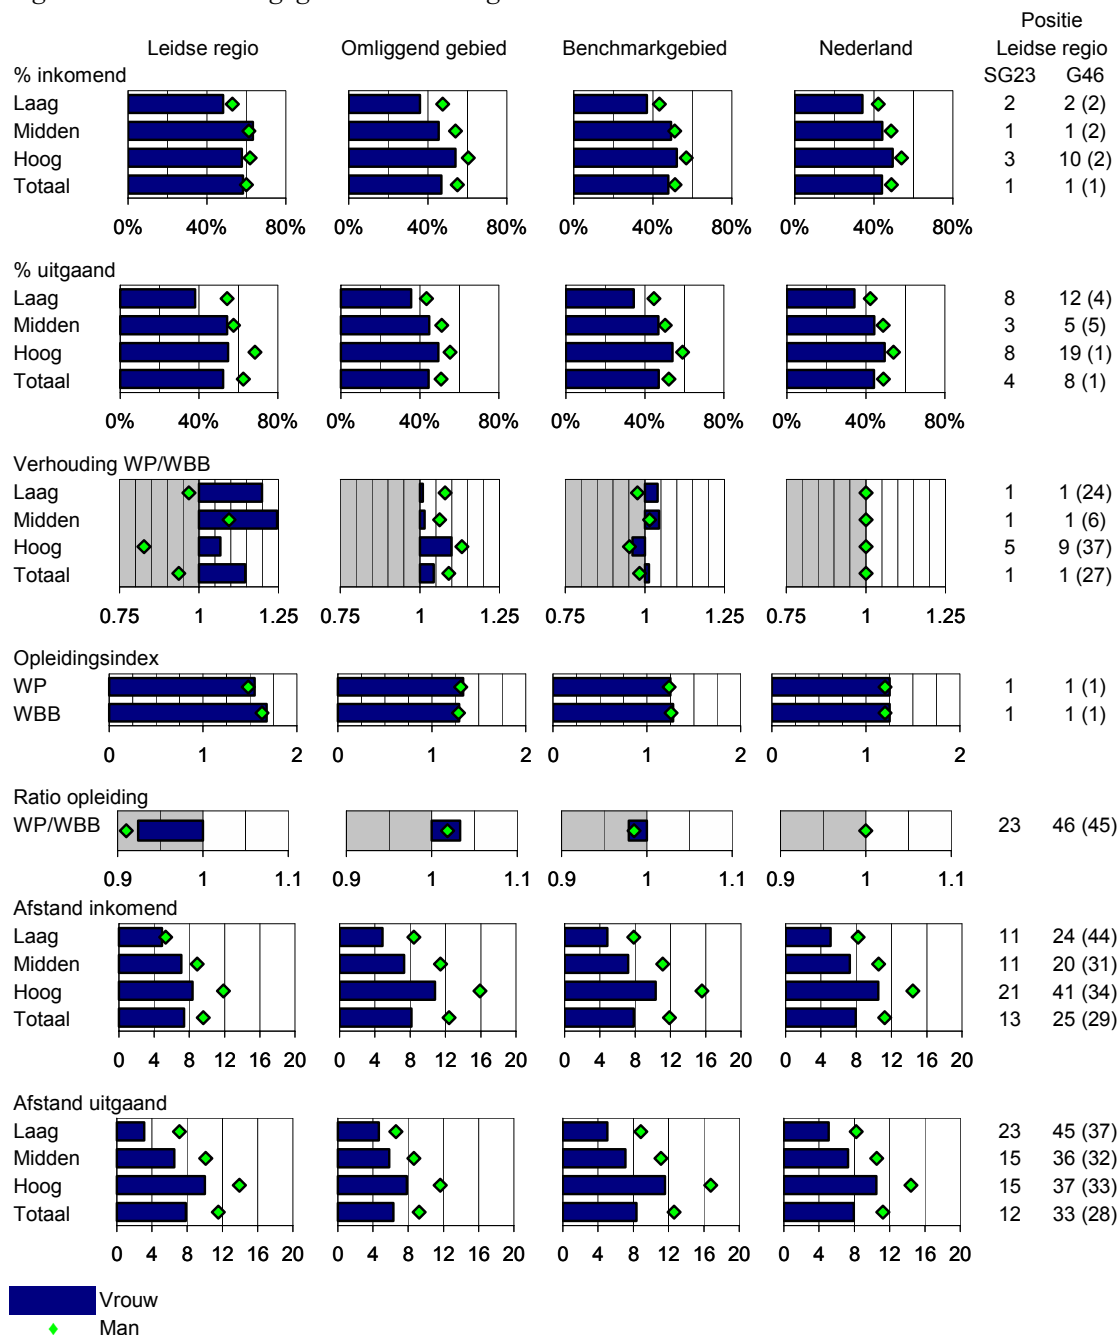 Positie
Leidse regio Omliggend gebied Benchmarkgebied Nederland Leidse regio
% inkomend SG23 G46
Laag 2 2 (2)
Midden 1 1 (2)
Hoog 3 10 (2)
Totaal 1 1 (1)
0% 40% 80% 0% 40% 80% 0% 40% 80% 0% 40% 80%
% uitgaand
Laag 8 12 (4)
Midden 3 5 (5)
Hoog 8 19 (1)
Totaal 4 8 (1)
0% 40% 80% 0% 40% 80% 0% 40% 80% 0% 40% 80%
Verhouding WP/WBB
Laag 1 1 (24)
Midden 1 1 (6)
Hoog 5 9 (37)
Totaal 1 1 (27)
0.75 1 1.25 0.75 1 1.25 0.75 1 1.25 0.75 1 1.25
Opleidingsindex
WP 1 1 (1)
WBB 1 1 (1)
0 1 2 0 1 2 0 1 2 0 1 2
Ratio opleiding
WP/WBB 23 46 (45)
0.9 1 1.1 0.9 1 1.1 0.9 1 1.1 0.9 1 1.1
Afstand inkomend
Laag 11 24 (44)
Midden 11 20 (31)
Hoog 21 41 (34)
Totaal 13 25 (29)
0 4 8 12 16 20 0 4 8 12 16 20 0 4 8 12 16 20 0 4 8 12 16 20
Afstand uitgaand
Laag 23 45 (37)
Midden 15 36 (32)
Hoog 15 37 (33)
Totaal 12 33 (28)
0 4 8 12 16 20 0 4 8 12 16 20 0 4 8 12 16 20 0 4 8 12 16 20
Vrouw
Man